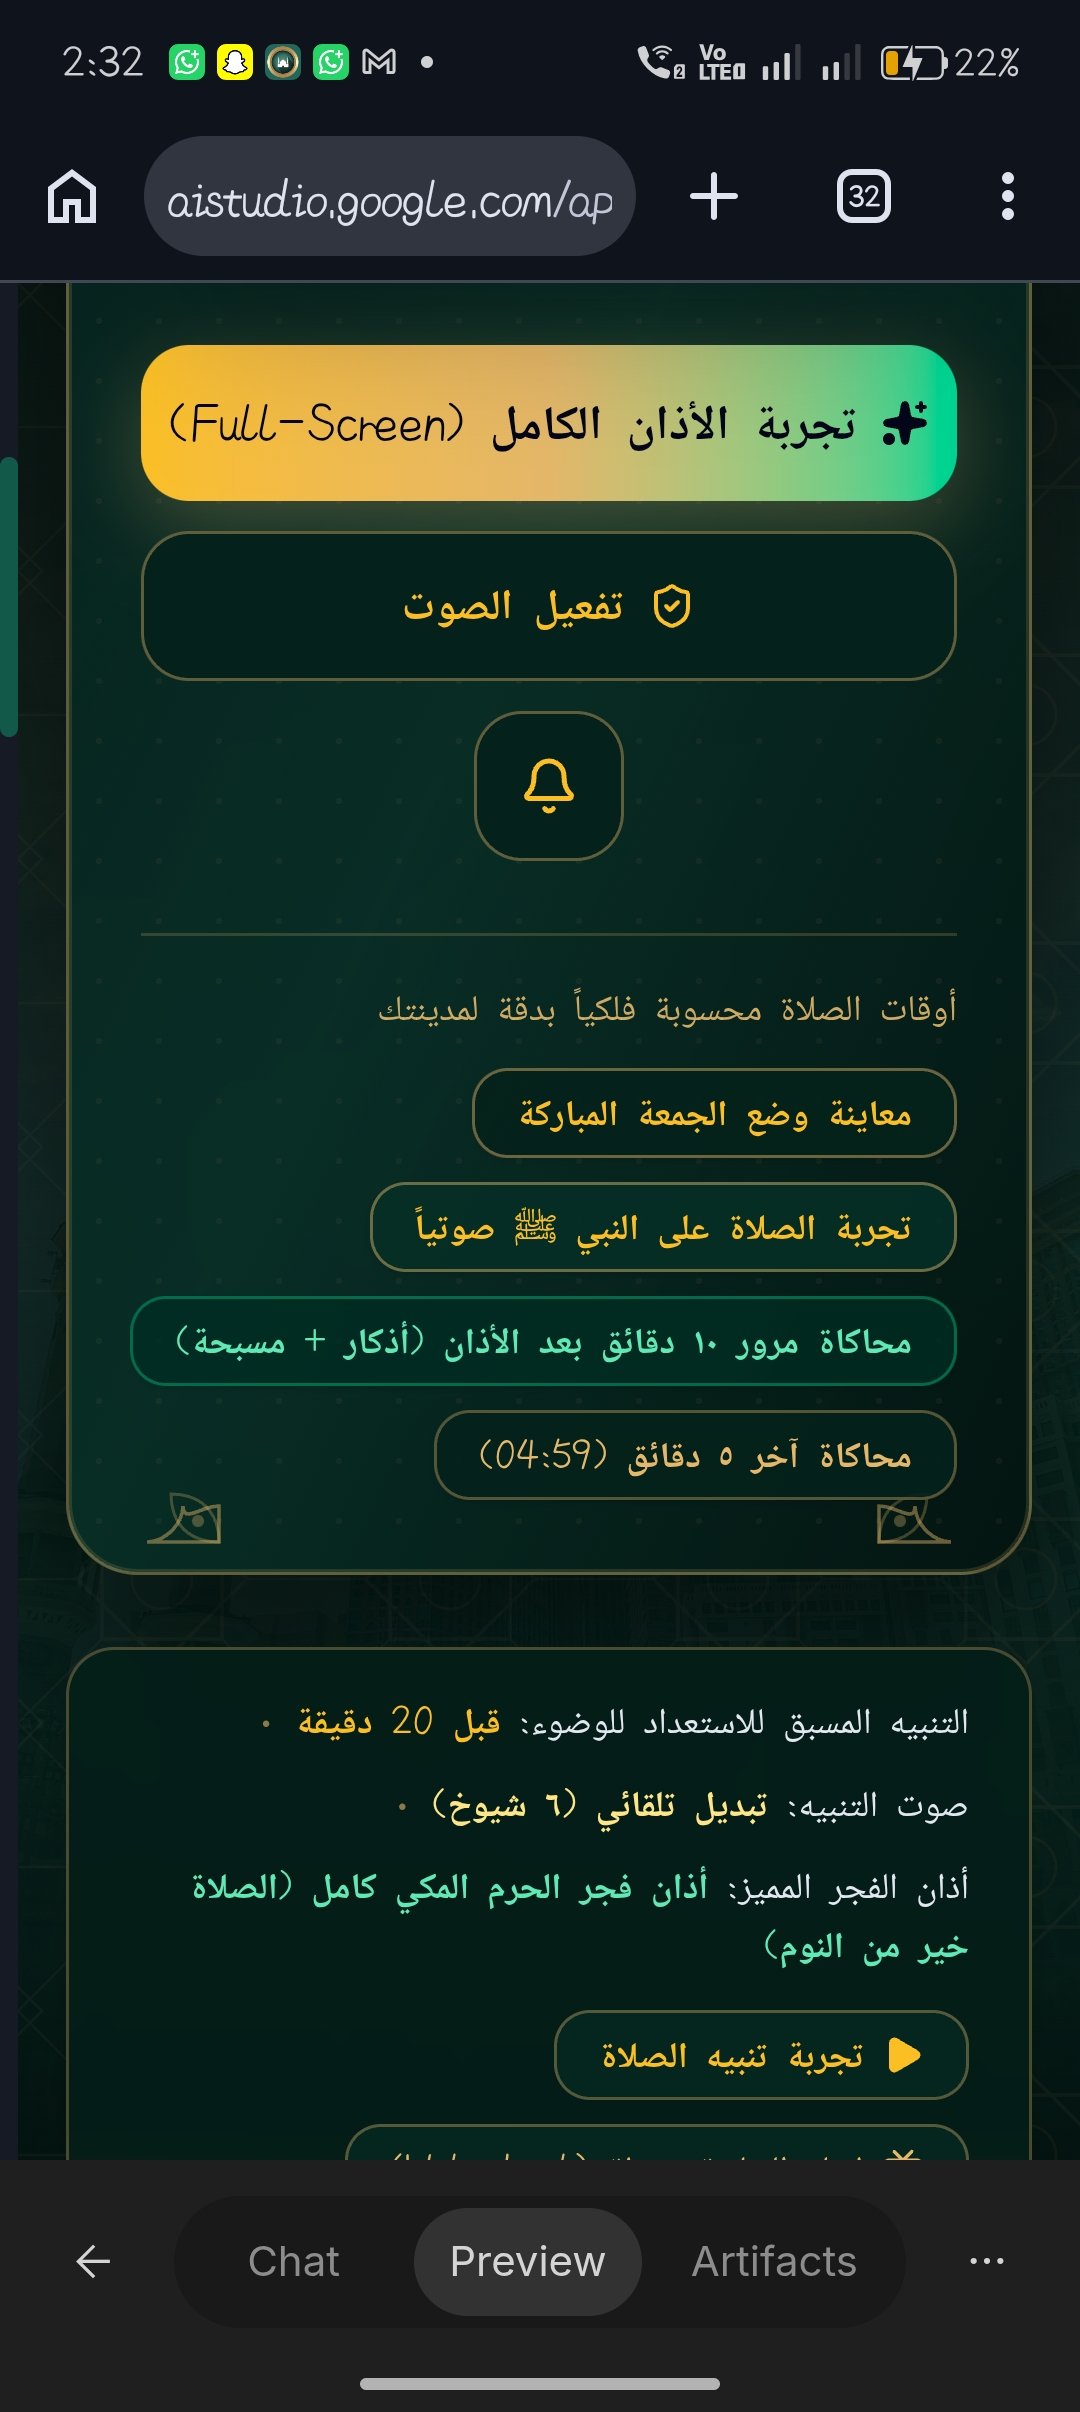 2:32
Vo LTE 2 22%
aistudio.google.com/ap
32
تجربة الأذان الكامل (Full-Screen)
تفعيل الصوت
أوقات الصلاة محسوبة فلكياً بدقة لمدينتك
معاينة وضع الجمعة المباركة
تجربة الصلاة على النبي ﷺ صوتياً
محاكاة مرور ١٠ دقائق بعد الأذان (أذكار + مسبحة)
محاكاة آخر ٥ دقائق (04:59)
التنبيه المسبق للاستعداد للوضوء: قبل 20 دقيقة •
صوت التنبيه: تبديل تلقائي (٦ شيوخ) •
أذان الفجر المميز: أذان فجر الحرم المكي كامل (الصلاة
خير من النوم)
تجربة تنبيه الصلاة
Chat Preview Artifacts